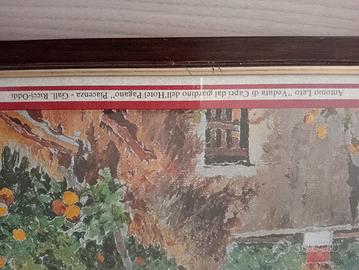 Antonio Leto "Veduta di Capri dal giardino dell'Hotel Pagano" Piacenza - Gall. Ricci-Oddi